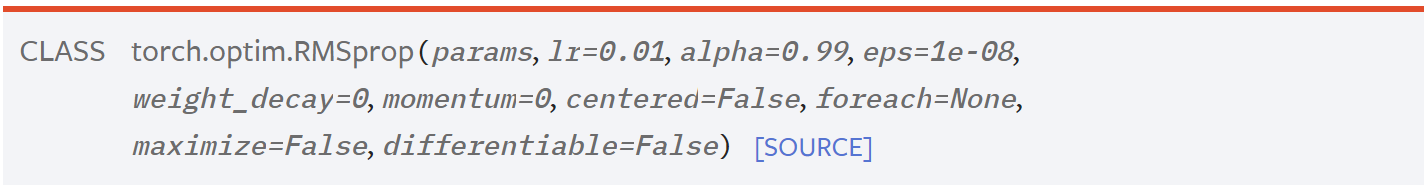 CLASS torch.optim.RMSprop(params, lr=0.01, alpha=0.99, eps=1e-08,
weight_decay=0, momentum=0, centered=False, foreach=None,
maximize=False, differentiable=False) [SOURCE]